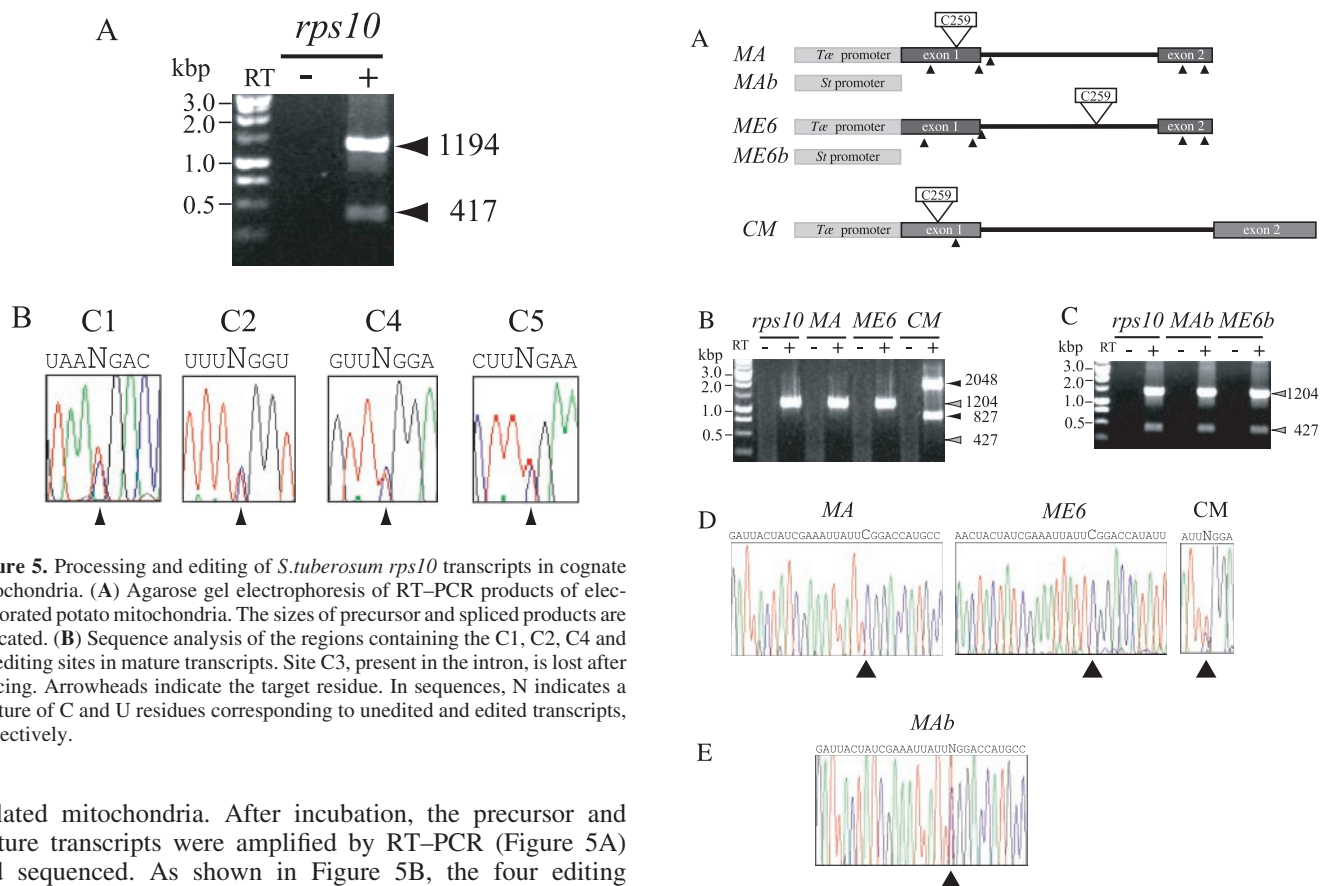 A
rps10
kbp
RT - +
3.0
2.0
1.0
0.5
1194
417
B
C1 C2 C4 C5
UAANGAC UUUNGGU GUUNGGA CUUNGAA
ure 5. Processing and editing of S.tuberosum rps10 transcripts in cognate
ochondria. (A) Agarose gel electrophoresis of RT–PCR products of elec-
orated potato mitochondria. The sizes of precursor and spliced products are
icated. (B) Sequence analysis of the regions containing the C1, C2, C4 and
editing sites in mature transcripts. Site C3, present in the intron, is lost after
cing. Arrowheads indicate the target residue. In sequences, N indicates a
ture of C and U residues corresponding to unedited and edited transcripts,
ectively.
lated mitochondria. After incubation, the precursor and
ture transcripts were amplified by RT–PCR (Figure 5A)
l sequenced. As shown in Figure 5B, the four editing
A
C259
MA Tæ promoter exon 1 exon 2
MAb St promoter
C259
ME6 Tæ promoter exon 1 exon 2
ME6b St promoter
C259
CM Tæ promoter exon 1 exon 2
B
rps10 MA ME6 CM
kbp RT - + - + - + - +
3.0
2.0
1.0
0.5
2048
1204
827
427
C
rps10 MAb ME6b
kbp RT - + - + - +
3.0
2.0
1.0
0.5
1204
427
D
MA ME6 CM
GAUUACUAUCGAAAUUAUUCGGACCAUGCC AACUACUAUCGAAAUUAUUCGGACCAUAUU AUUNGGA
E
MAb
GAUUACUAUCGAAAUUAUUNGGACCAUGCC